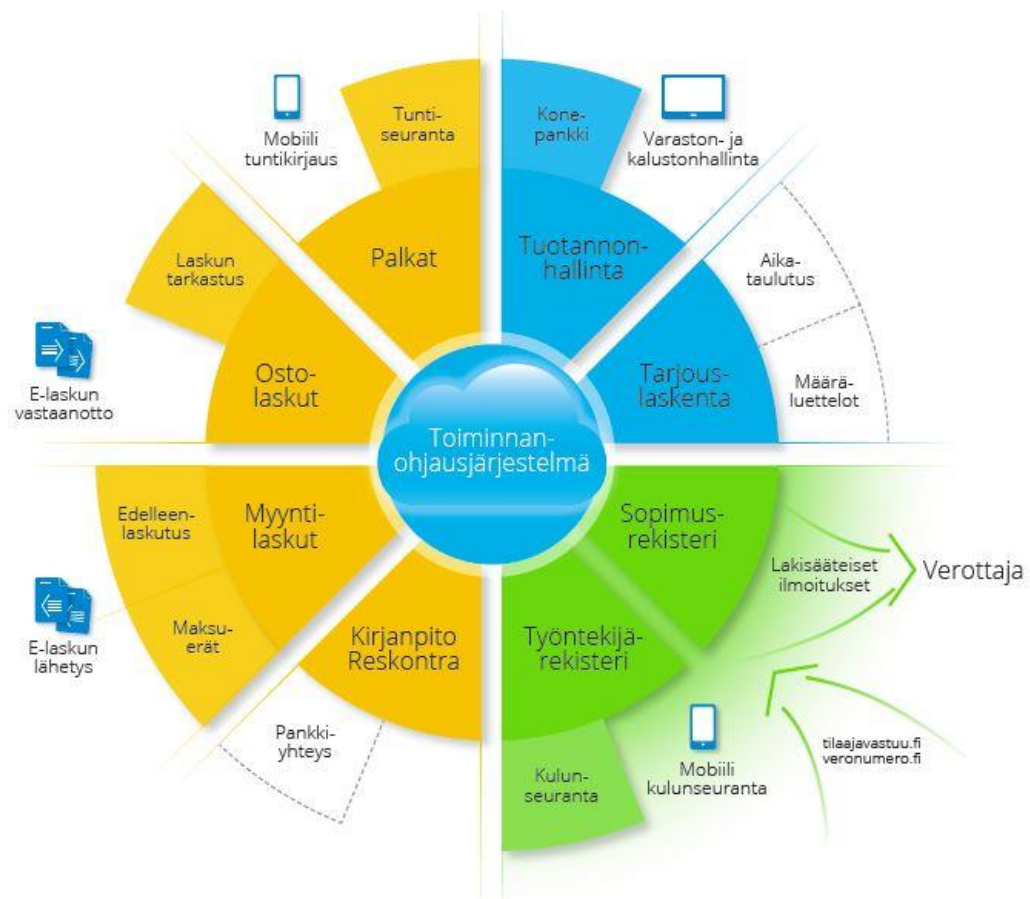 Mobiili
tuntikirjaus
Tunti-
seuranta
Kone-
pankki
Varaston- ja
kalustonhallinta
Laskun
tarkastus
Palkat
Tuotannon-
hallinta
Aika-
taulutus
E-laskun
vastaanotto
Osto-
laskut
Tarjous-
laskenta
Määrä-
luettelot
Toiminnan-
ohjausjärjestelmä
Edelleen-
laskutus
Myynti-
laskut
Sopimus-
rekisteri
Lakisääteiset
ilmoitukset
Verottaja
E-laskun
lähetys
Maksu-
erät
Kirjanpito
Reskontra
Työntekijä-
rekisteri
Pankki-
yhteys
Kulun-
seuranta
Mobiili
kulunseuranta
tilaajavastuu.fi
veronumero.fi